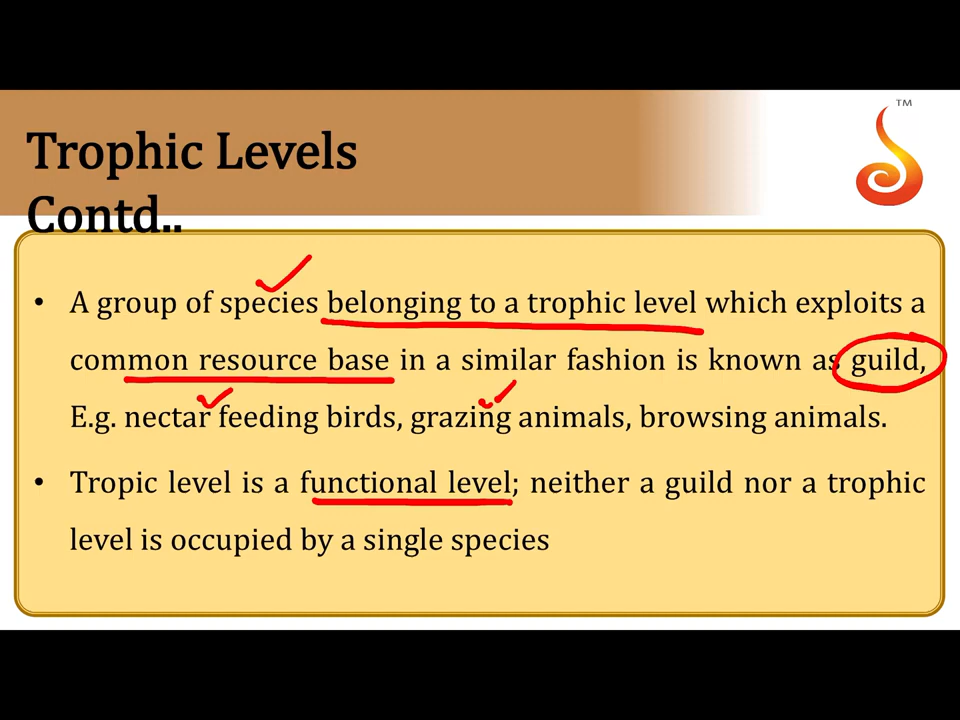 TM
Trophic Levels
Contd..
• A group of species belonging to a trophic level which exploits a
common resource base in a similar fashion is known as guild,
E.g. nectar feeding birds, grazing animals, browsing animals.
• Tropic level is a functional level; neither a guild nor a trophic
level is occupied by a single species